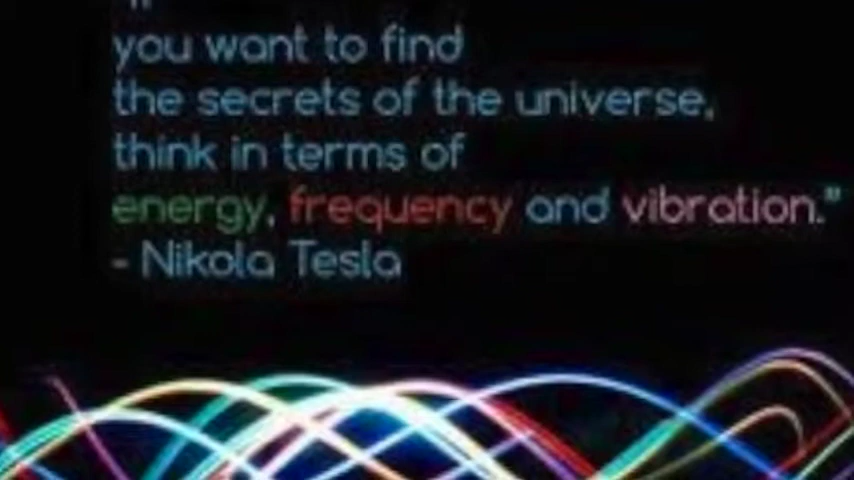 you want to find
the secrets of the universe,
think in terms of
energy, frequency and vibration."
- Nikola Tesla